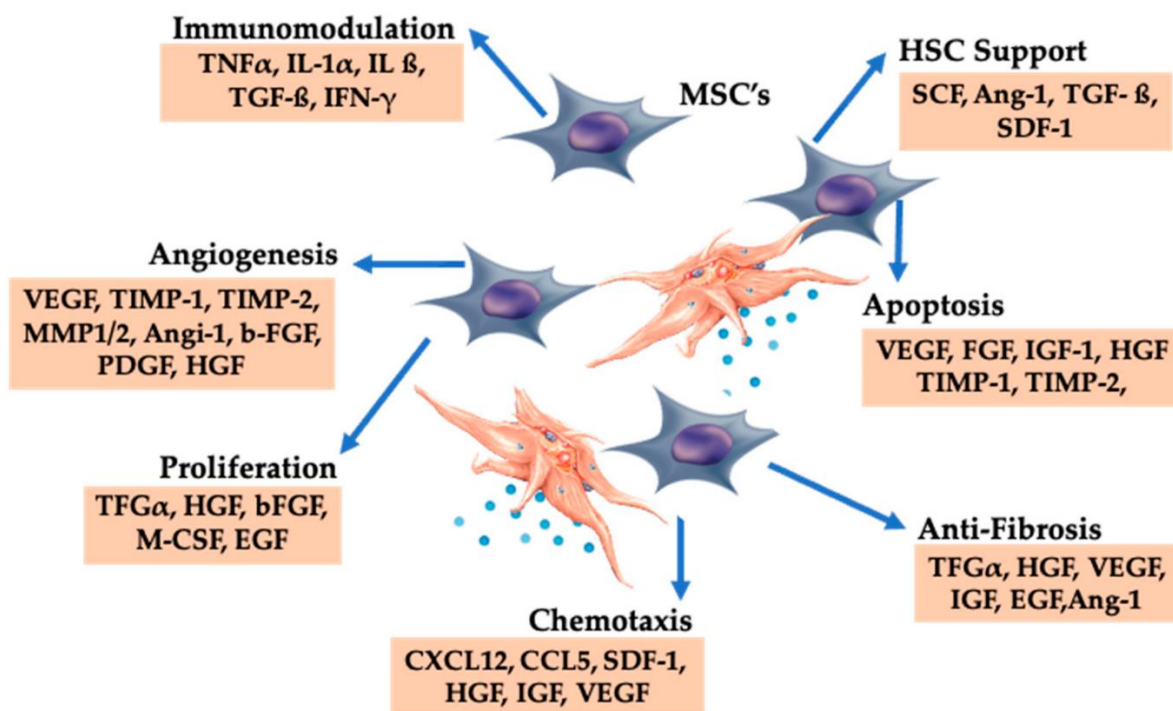 Immunomodulation
TNFα, IL-1α, IL ß,
TGF-ß, IFN-γ
MSC's
HSC Support
SCF, Ang-1, TGF- ß,
SDF-1
Angiogenesis
VEGF, TIMP-1, TIMP-2,
MMP1/2, Angi-1, b-FGF,
PDGF, HGF
Apoptosis
VEGF, FGF, IGF-1, HGF
TIMP-1, TIMP-2,
Proliferation
TFGα, HGF, bFGF,
M-CSF, EGF
Anti-Fibrosis
TFGα, HGF, VEGF,
IGF, EGF,Ang-1
Chemotaxis
CXCL12, CCL5, SDF-1,
HGF, IGF, VEGF